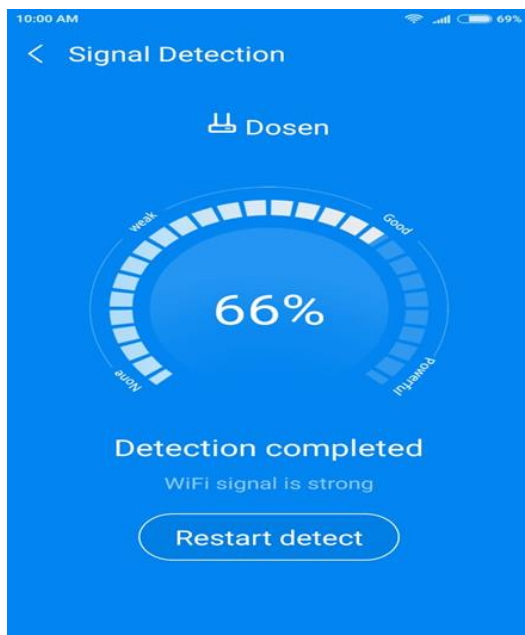 10:00 AM 69%
Signal Detection
Dosen
weak Good
66%
None Powerful
Detection completed
WiFi signal is strong
Restart detect